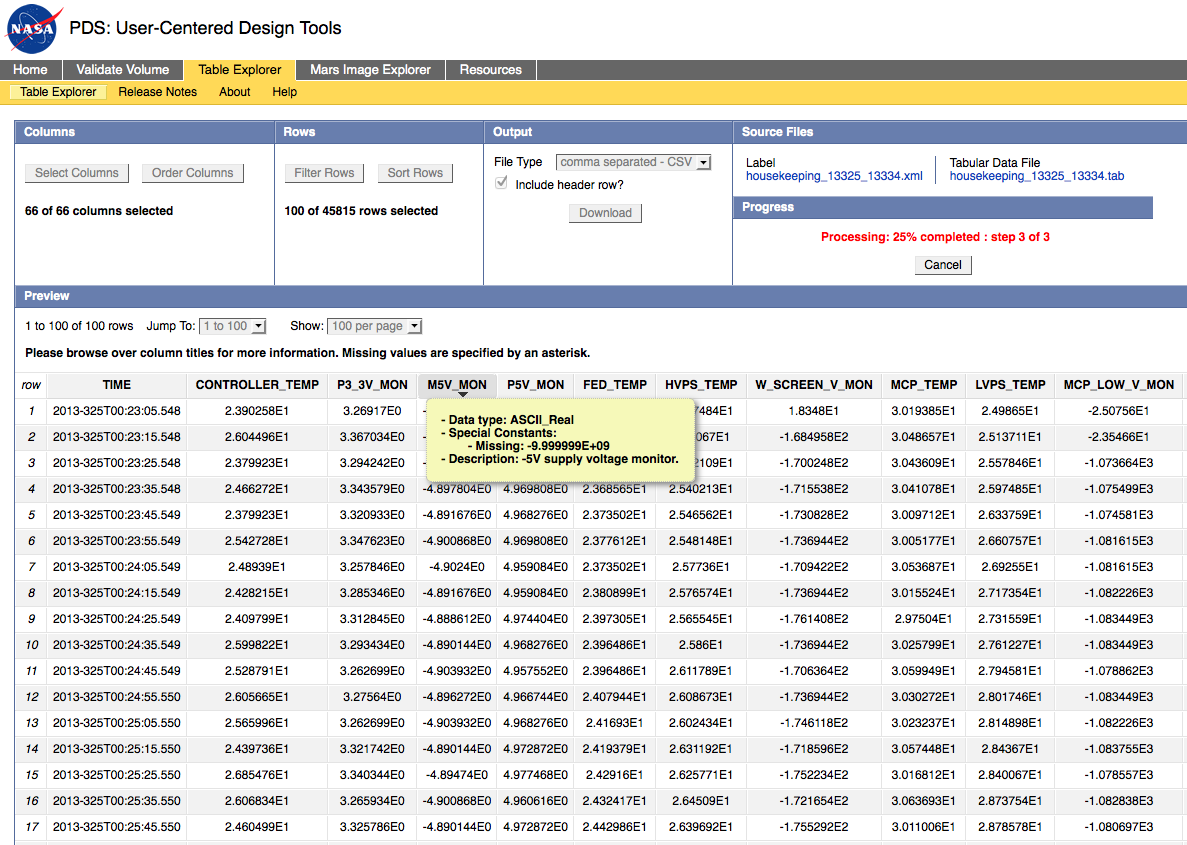 NASA
PDS: User-Centered Design Tools
Home Validate Volume Table Explorer Mars Image Explorer Resources
Table Explorer Release Notes About Help
Columns Rows Output Source Files
File Type comma separated - CSV Label Tabular Data File
Select Columns Order Columns Filter Rows Sort Rows housekeeping_13325_13334.xml housekeeping_13325_13334.tab
Include header row?
66 of 66 columns selected 100 of 45815 rows selected Download Progress
Processing: 25% completed : step 3 of 3
Cancel
Preview
1 to 100 of 100 rows Jump To: 1 to 100 Show: 100 per page
Please browse over column titles for more information. Missing values are specified by an asterisk.
row TIME CONTROLLER_TEMP P3_3V_MON M5V_MON P5V_MON FED_TEMP HVPS_TEMP W_SCREEN_V_MON MCP_TEMP LVPS_TEMP MCP_LOW_V_MON
1 2013-325T00:23:05.548 2.390258E1 3.26917E0 - 7484E1 1.8348E1 3.019385E1 2.49865E1 -2.50756E1
2 2013-325T00:23:15.548 2.604496E1 3.367034E0 - 067E1 -1.684958E2 3.048657E1 2.513711E1 -2.35466E1
3 2013-325T00:23:25.548 2.379923E1 3.294242E0 - 2109E1 -1.700248E2 3.043609E1 2.557846E1 -1.073664E3
- Data type: ASCII_Real
- Special Constants:
- Missing: -9.999999E+09
- Description: -5V supply voltage monitor.
4 2013-325T00:23:35.549 2.466272E1 3.343579E0 -4.897804E0 4.969808E0 2.368565E1 2.540213E1 -1.715538E2 3.041078E1 2.597485E1 -1.075499E3
5 2013-325T00:23:45.549 2.379923E1 3.320933E0 -4.891676E0 4.968276E0 2.373502E1 2.546562E1 -1.730828E2 3.009712E1 2.633759E1 -1.074581E3
6 2013-325T00:23:55.549 2.542728E1 3.347623E0 -4.900868E0 4.969808E0 2.377612E1 2.548148E1 -1.736944E2 3.005177E1 2.660757E1 -1.081615E3
7 2013-325T00:24:05.549 2.48939E1 3.257846E0 -4.9024E0 4.959084E0 2.373502E1 2.57736E1 -1.709422E2 3.053687E1 2.69255E1 -1.081615E3
8 2013-325T00:24:15.549 2.428215E1 3.285346E0 -4.891676E0 4.959084E0 2.380899E1 2.576574E1 -1.736944E2 3.015524E1 2.717354E1 -1.082226E3
9 2013-325T00:24:25.549 2.409799E1 3.312845E0 -4.888612E0 4.974404E0 2.397305E1 2.565545E1 -1.761408E2 2.97504E1 2.731559E1 -1.083449E3
10 2013-325T00:24:35.549 2.599822E1 3.293434E0 -4.890144E0 4.968276E0 2.396486E1 2.586E1 -1.736944E2 3.025799E1 2.761227E1 -1.083449E3
11 2013-325T00:24:45.549 2.528791E1 3.262699E0 -4.903932E0 4.957552E0 2.396486E1 2.611789E1 -1.706364E2 3.059949E1 2.794581E1 -1.078862E3
12 2013-325T00:24:55.550 2.605665E1 3.27564E0 -4.896272E0 4.966744E0 2.407944E1 2.608673E1 -1.736944E2 3.030272E1 2.801746E1 -1.083449E3
13 2013-325T00:25:05.550 2.565996E1 3.262699E0 -4.903932E0 4.968276E0 2.41693E1 2.602434E1 -1.746118E2 3.023237E1 2.814898E1 -1.082226E3
14 2013-325T00:25:15.550 2.439736E1 3.321742E0 -4.890144E0 4.972872E0 2.419379E1 2.631192E1 -1.718596E2 3.057448E1 2.84367E1 -1.083755E3
15 2013-325T00:25:25.550 2.685476E1 3.340344E0 -4.89474E0 4.977468E0 2.42916E1 2.625771E1 -1.752234E2 3.016812E1 2.840067E1 -1.078557E3
16 2013-325T00:25:35.550 2.606834E1 3.265934E0 -4.900868E0 4.960616E0 2.432417E1 2.64509E1 -1.721654E2 3.063693E1 2.873754E1 -1.082838E3
17 2013-325T00:25:45.550 2.460499E1 3.325786E0 -4.890144E0 4.972872E0 2.442986E1 2.639692E1 -1.755292E2 3.011006E1 2.878578E1 -1.080697E3